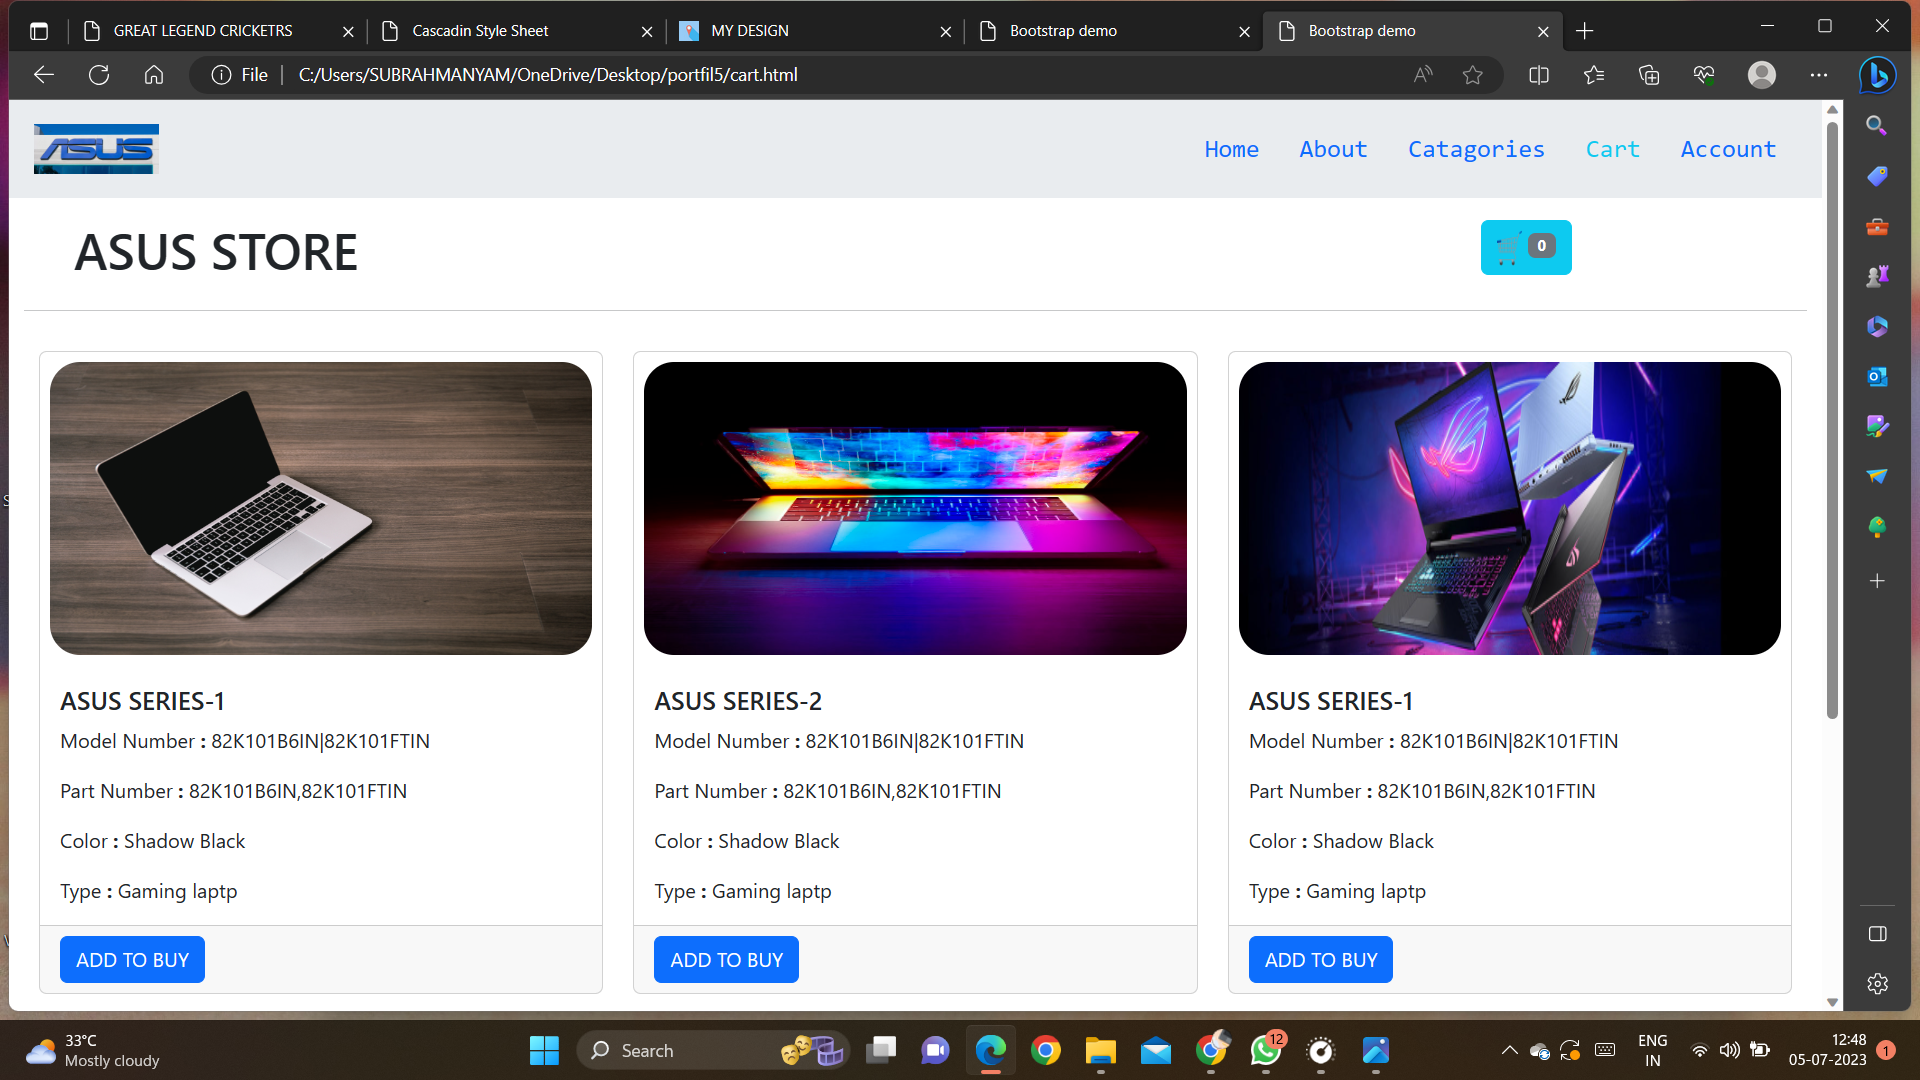 GREAT LEGEND CRICKETRS
Cascadin Style Sheet
MY DESIGN
Bootstrap demo
Bootstrap demo
File
C:/Users/SUBRAHMANYAM/OneDrive/Desktop/portfil5/cart.html
ASUS
Home About Catagories Cart Account
ASUS STORE
0
ASUS SERIES-1
Model Number : 82K101B6IN|82K101FTIN
Part Number : 82K101B6IN,82K101FTIN
Color : Shadow Black
Type : Gaming laptp
ADD TO BUY
ASUS SERIES-2
Model Number : 82K101B6IN|82K101FTIN
Part Number : 82K101B6IN,82K101FTIN
Color : Shadow Black
Type : Gaming laptp
ADD TO BUY
ASUS SERIES-1
Model Number : 82K101B6IN|82K101FTIN
Part Number : 82K101B6IN,82K101FTIN
Color : Shadow Black
Type : Gaming laptp
ADD TO BUY
33°C
Mostly cloudy
Search
12
ENG
IN
12:48
05-07-2023
1